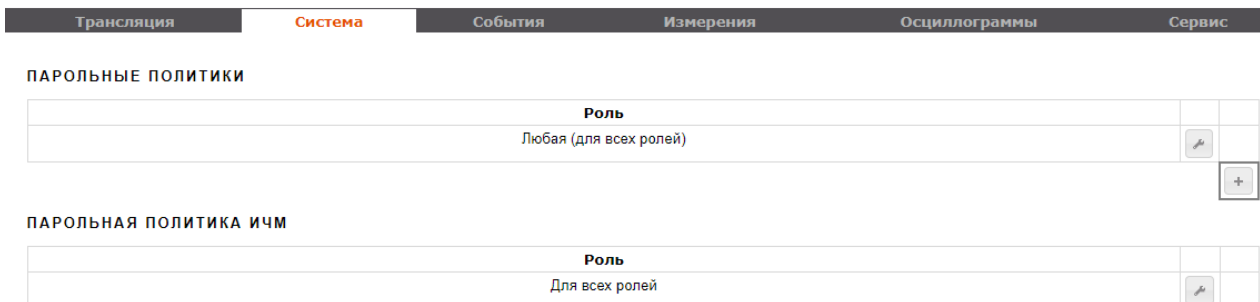 Трансляция Система События Измерения Осциллограммы Сервис
ПАРОЛЬНЫЕ ПОЛИТИКИ
Роль
Любая (для всех ролей)
+
ПАРОЛЬНАЯ ПОЛИТИКА ИЧМ
Роль
Для всех ролей